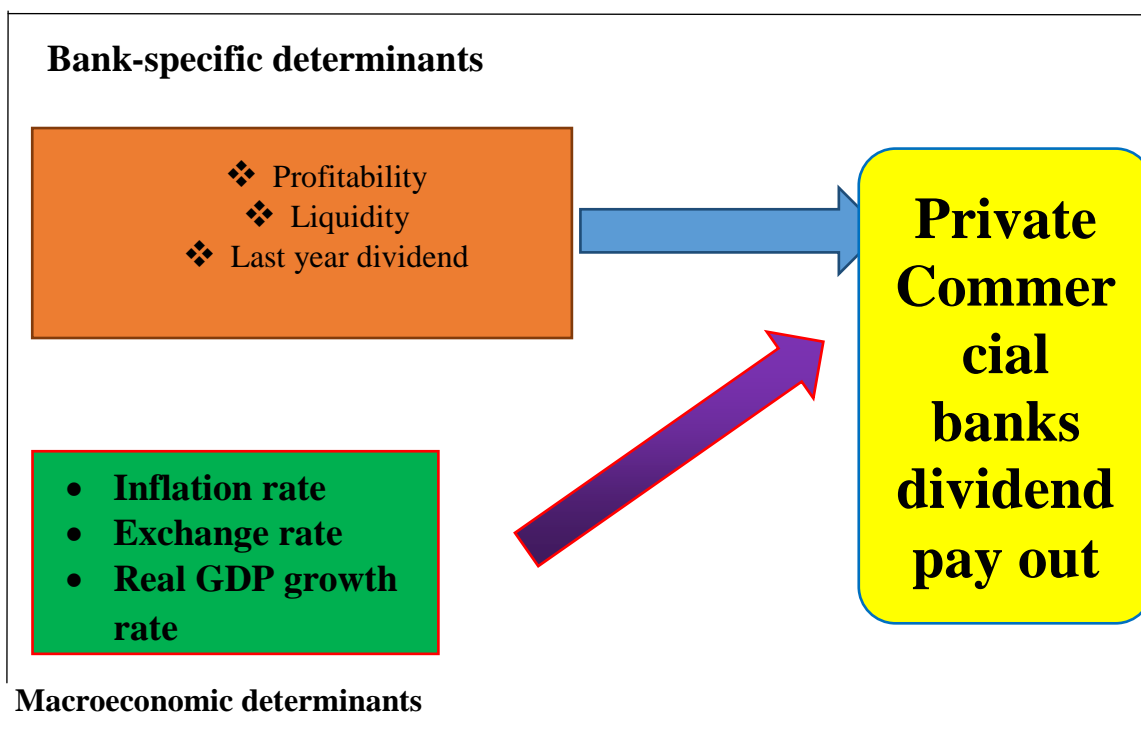 Bank-specific determinants
❖ Profitability
❖ Liquidity
❖ Last year dividend
Private
Commer
cial
banks
dividend
pay out
• Inflation rate
• Exchange rate
• Real GDP growth
rate
Macroeconomic determinants